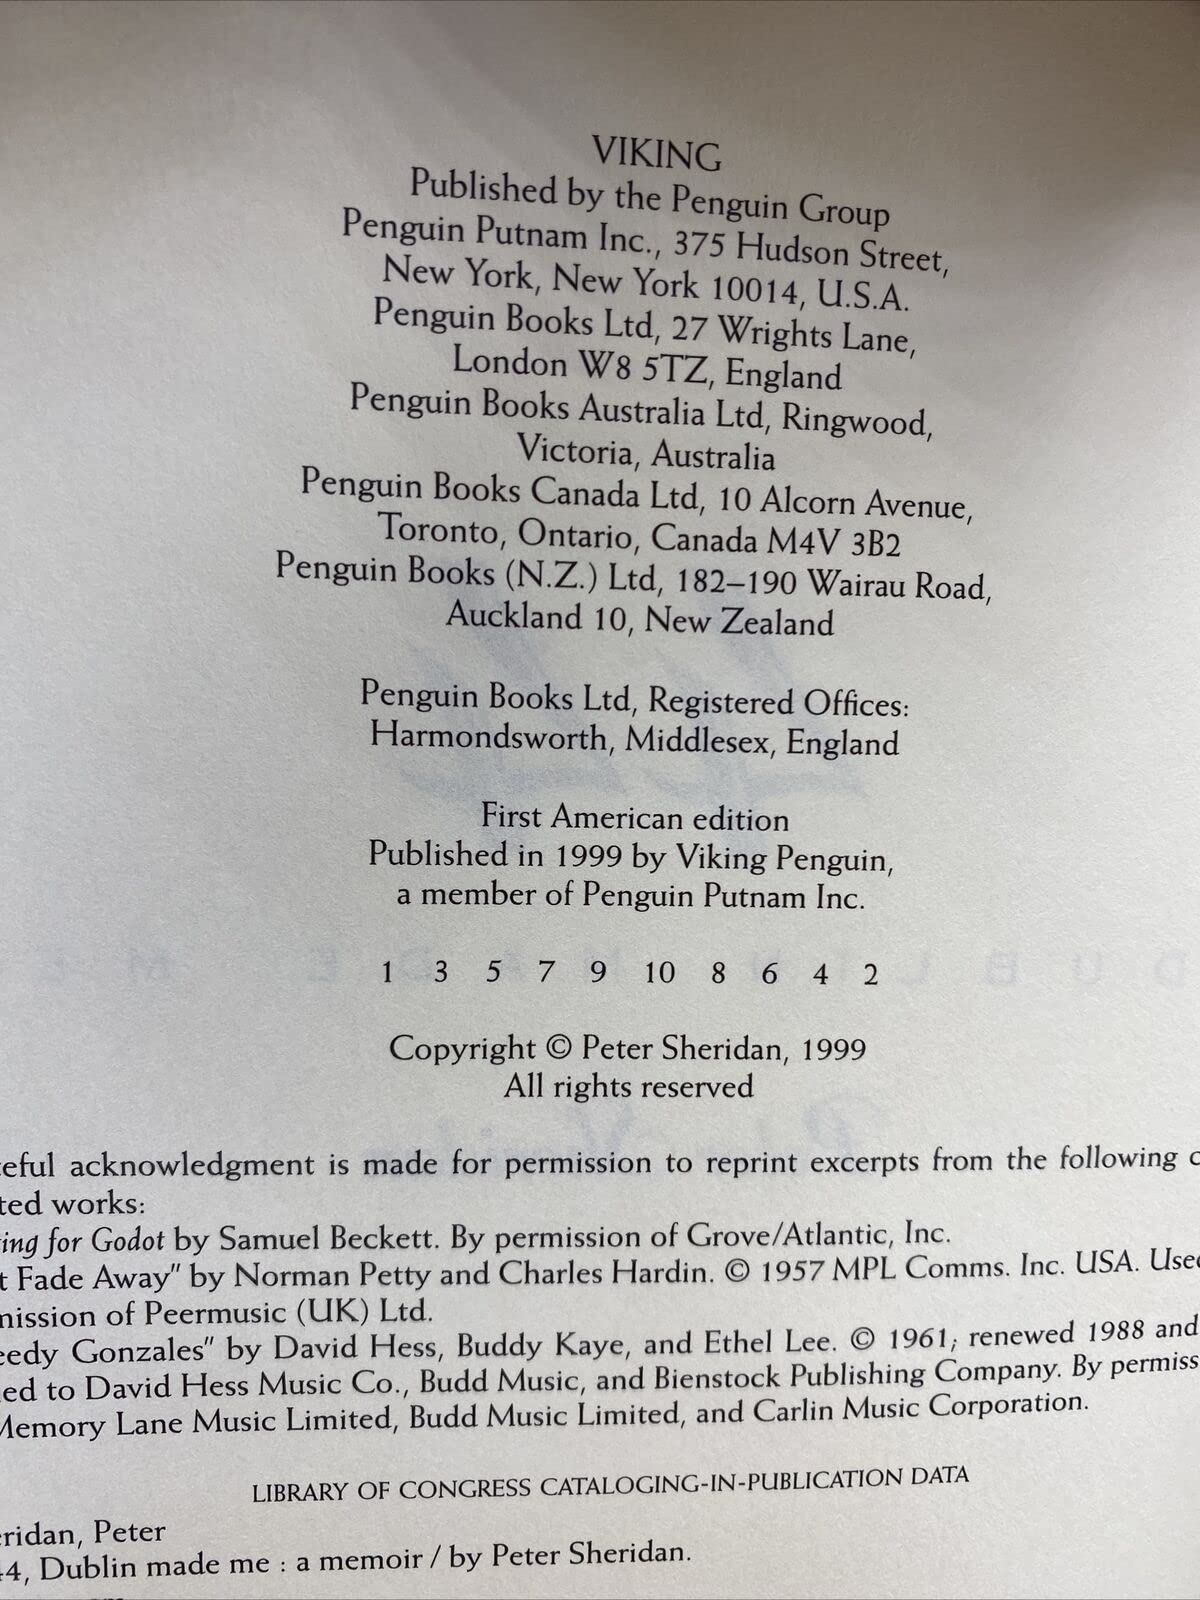 VIKING
Published by the Penguin Group
Penguin Putnam Inc., 375 Hudson Street,
New York, New York 10014, U.S.A.
Penguin Books Ltd, 27 Wrights Lane,
London W8 5TZ, England
Penguin Books Australia Ltd, Ringwood,
Victoria, Australia
Penguin Books Canada Ltd, 10 Alcorn Avenue,
Toronto, Ontario, Canada M4V 3B2
Penguin Books (N.Z.) Ltd, 182–190 Wairau Road,
Auckland 10, New Zealand
Penguin Books Ltd, Registered Offices:
Harmondsworth, Middlesex, England
First American edition
Published in 1999 by Viking Penguin,
a member of Penguin Putnam Inc.
1 3 5 7 9 10 8 6 4 2
Copyright © Peter Sheridan, 1999
All rights reserved
eful acknowledgment is made for permission to reprint excerpts from the following
ted works:
ing for Godot by Samuel Beckett. By permission of Grove/Atlantic, Inc.
t Fade Away" by Norman Petty and Charles Hardin. © 1957 MPL Comms. Inc. USA. Used
mission of Peermusic (UK) Ltd.
eedy Gonzales" by David Hess, Buddy Kaye, and Ethel Lee. © 1961; renewed 1988 and
ed to David Hess Music Co., Budd Music, and Bienstock Publishing Company. By permiss
Memory Lane Music Limited, Budd Music Limited, and Carlin Music Corporation.
LIBRARY OF CONGRESS CATALOGING-IN-PUBLICATION DATA
eridan, Peter
44, Dublin made me : a memoir / by Peter Sheridan.